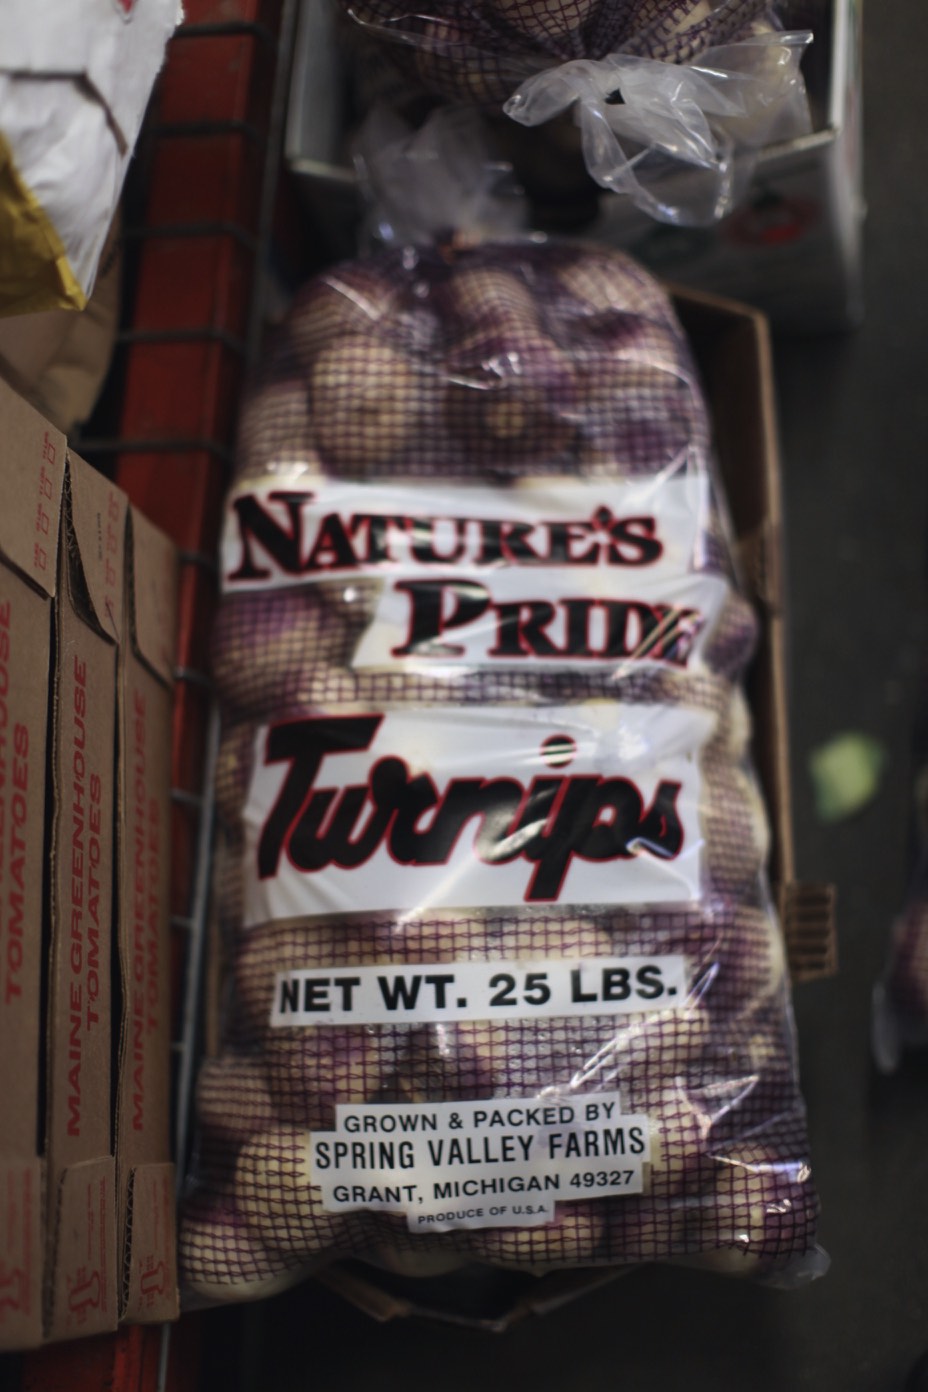 NATURE'S
PRIDE
Turnips
NET WT. 25 LBS.
GROWN & PACKED BY
SPRING VALLEY FARMS
GRANT, MICHIGAN 49327
PRODUCE OF U.S.A.
TOMATOES
MAINE GREENHOUSE
TOMATOES
MAINE GREENHOUSE
TOMATOES